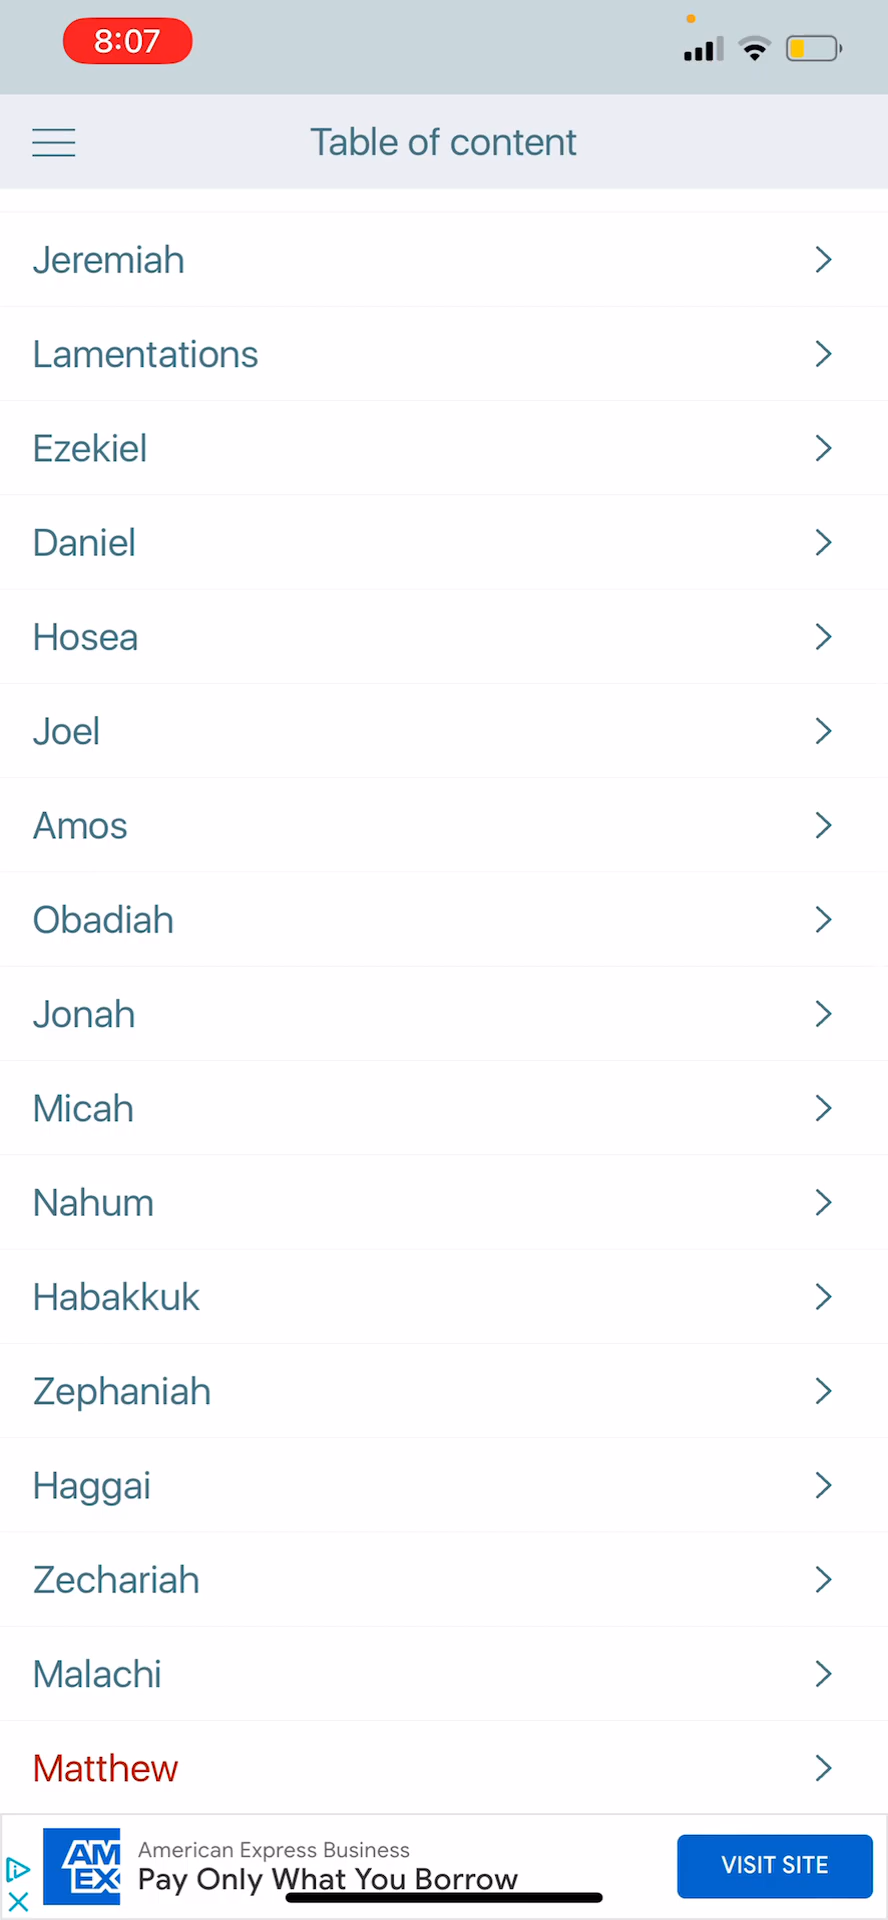 8:07
Table of content
Jeremiah
Lamentations
Ezekiel
Daniel
Hosea
Joel
Amos
Obadiah
Jonah
Micah
Nahum
Habakkuk
Zephaniah
Haggai
Zechariah
Malachi
Matthew
AM
EX
American Express Business
Pay Only What You Borrow
VISIT SITE